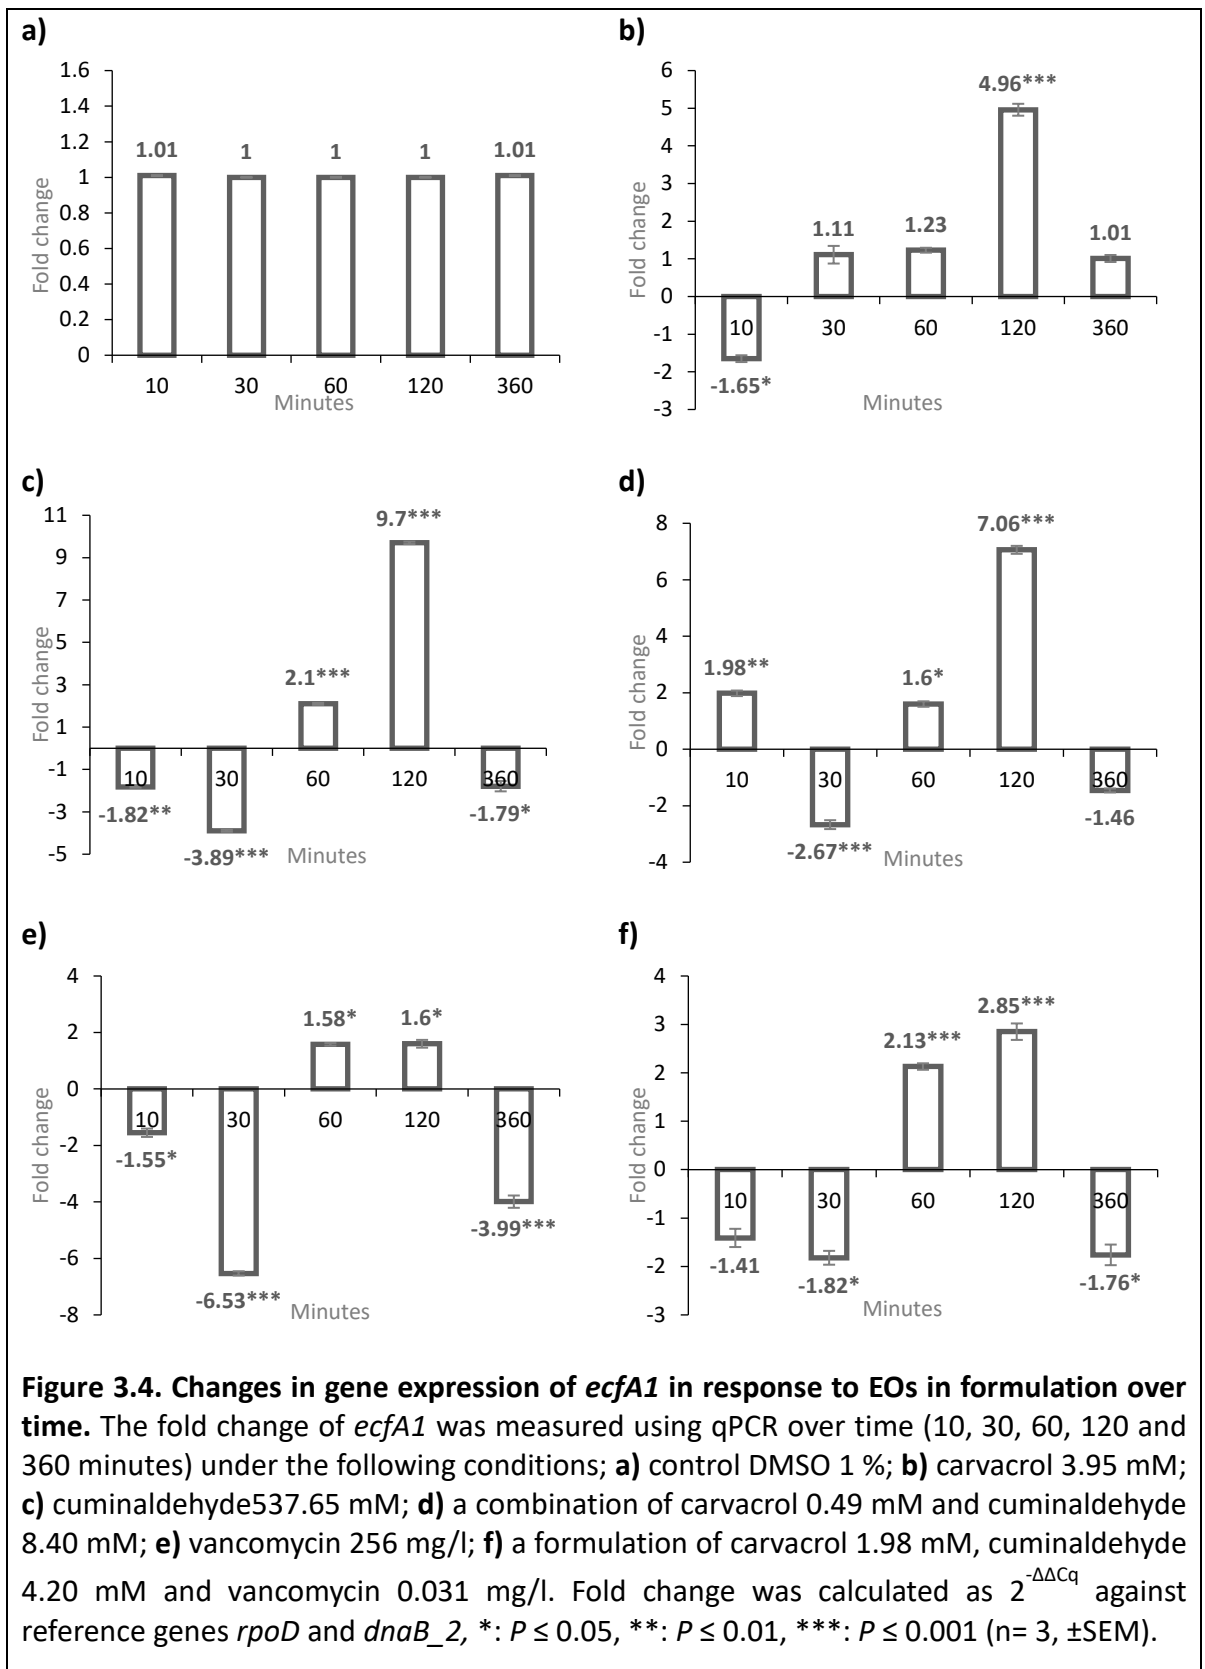 a)
1.6
1.4
1.2
1
0.8
0.6
0.4
0.2
0
Fold change
1.01 1 1 1 1.01
10 30 60 120 360
Minutes
b)
6
5
4
3
2
1
0
-1
-2
-3
Fold change
4.96***
1.11 1.23 1.01
10 30 60 120 360
-1.65*
Minutes
c)
11
9
7
5
3
1
-1
-3
-5
Fold change
9.7***
2.1***
10 30 60 120 360
-1.82** -1.79*
-3.89***
Minutes
d)
8
6
4
2
0
-2
-4
Fold change
7.06***
1.98** 1.6*
10 30 60 120 360
-1.46
-2.67***
Minutes
e)
4
2
0
-2
-4
-6
-8
Fold change
1.58* 1.6*
10 30 60 120 360
-1.55*
-3.99***
-6.53***
Minutes
f)
4
3
2
1
0
-1
-2
-3
Fold change
2.85***
2.13***
10 30 60 120 360
-1.41
-1.82* -1.76*
Minutes
Figure 3.4. Changes in gene expression of ecfA1 in response to EOs in formulation over
time. The fold change of ecfA1 was measured using qPCR over time (10, 30, 60, 120 and
360 minutes) under the following conditions; a) control DMSO 1 %; b) carvacrol 3.95 mM;
c) cuminaldehyde537.65 mM; d) a combination of carvacrol 0.49 mM and cuminaldehyde
8.40 mM; e) vancomycin 256 mg/l; f) a formulation of carvacrol 1.98 mM, cuminaldehyde
4.20 mM and vancomycin 0.031 mg/l. Fold change was calculated as 2^-ΔΔCq against
reference genes rpoD and dnaB_2, *: P ≤ 0.05, **: P ≤ 0.01, ***: P ≤ 0.001 (n= 3, ±SEM).